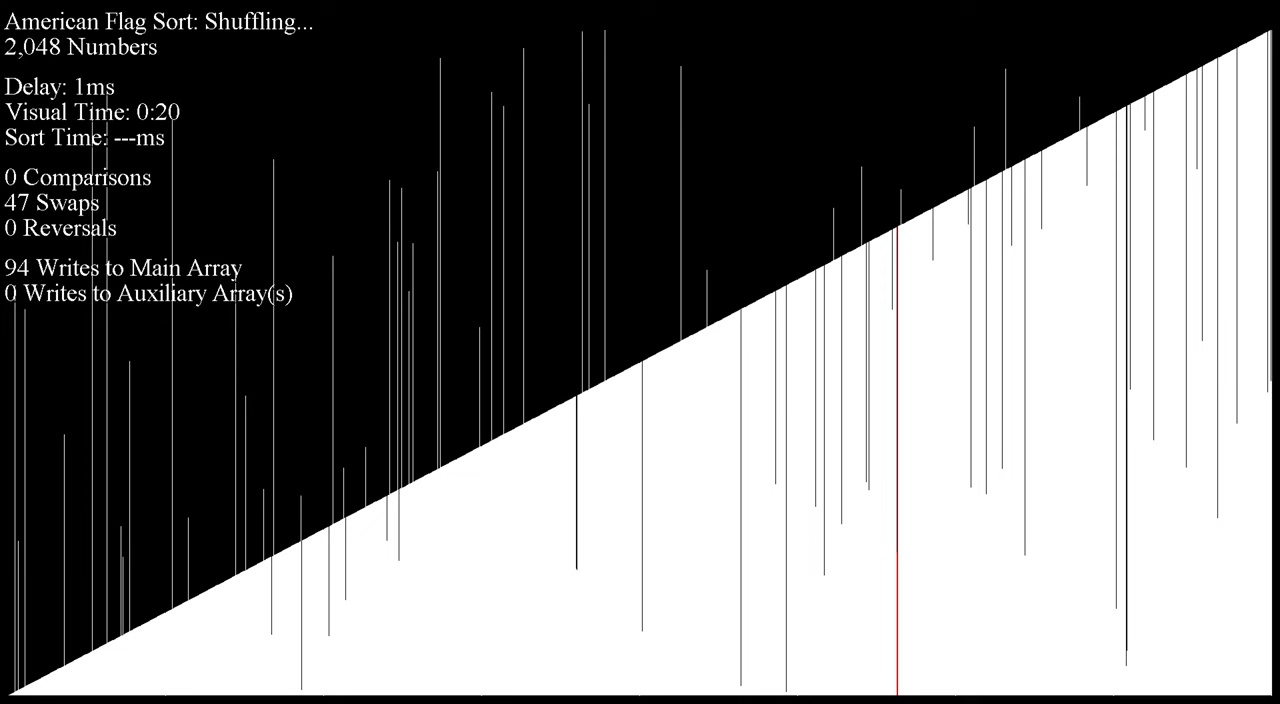 American Flag Sort: Shuffling...
2,048 Numbers
Delay: 1ms
Visual Time: 0:20
Sort Time: ---ms
0 Comparisons
47 Swaps
0 Reversals
94 Writes to Main Array
0 Writes to Auxiliary Array(s)